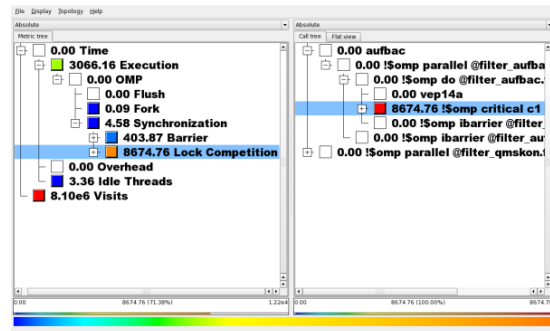 File Display Topology Help
Absolute
Metric tree
0.00 Time
3066.16 Execution
0.00 OMP
0.00 Flush
0.09 Fork
4.58 Synchronization
403.87 Barrier
8674.76 Lock Competition
0.00 Overhead
3.36 Idle Threads
8.10e6 Visits
0.00 8674.76 (71.38%) 1.22e4
Absolute
Call tree Flat view
0.00 aufbac
0.00 !$omp parallel @filter_aufba
0.00 !$omp do @filter_aufbac.
0.00 vep14a
8674.76 !$omp critical c1
0.00 !$omp ibarrier @filter_
0.00 !$omp ibarrier @filter_au
0.00 !$omp parallel @filter_qmskon.
0.00 8674.76 (100.00%) 8674.7